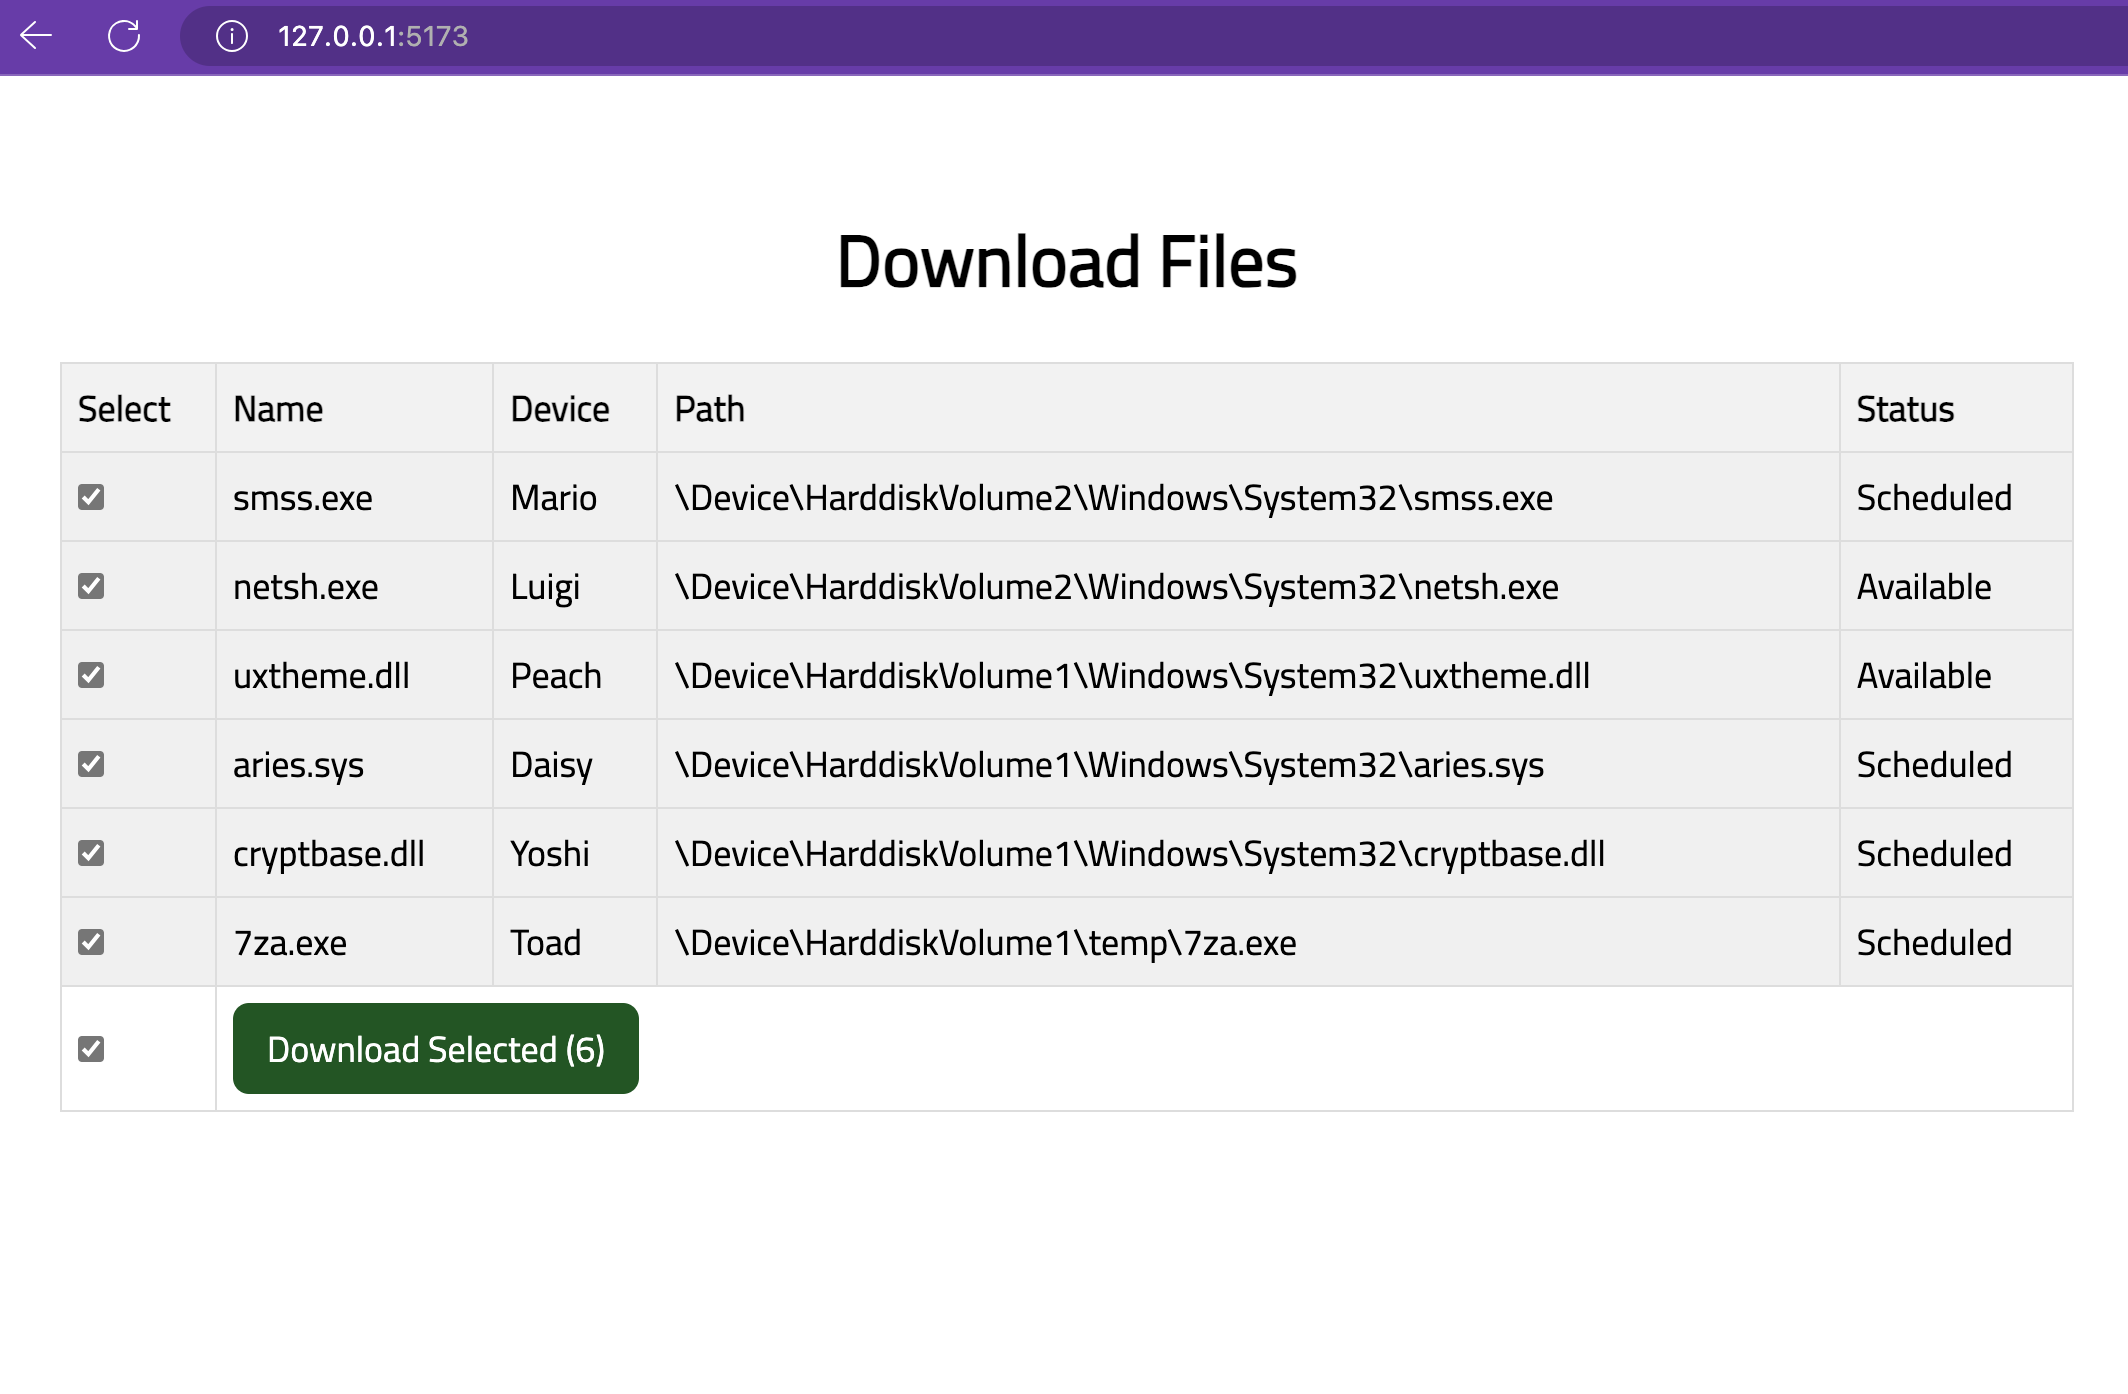 127.0.0.1:5173
Download Files
Select Name Device Path Status
smss.exe Mario \Device\HarddiskVolume2\Windows\System32\smss.exe Scheduled
netsh.exe Luigi \Device\HarddiskVolume2\Windows\System32\netsh.exe Available
uxtheme.dll Peach \Device\HarddiskVolume1\Windows\System32\uxtheme.dll Available
aries.sys Daisy \Device\HarddiskVolume1\Windows\System32\aries.sys Scheduled
cryptbase.dll Yoshi \Device\HarddiskVolume1\Windows\System32\cryptbase.dll Scheduled
7za.exe Toad \Device\HarddiskVolume1\temp\7za.exe Scheduled
Download Selected (6)